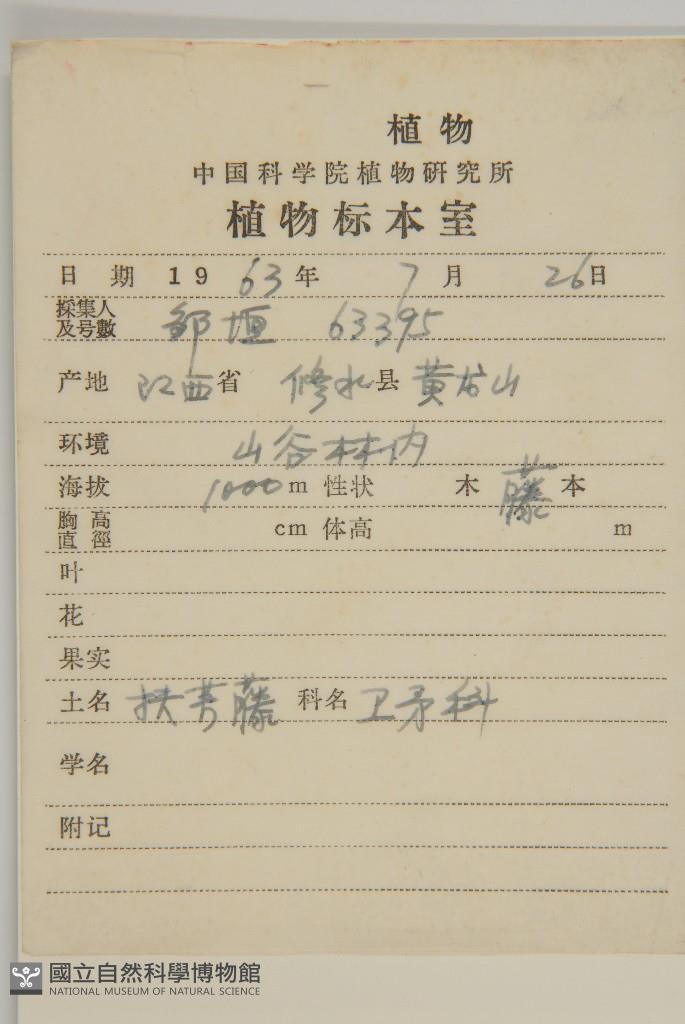 植物
中国科学院植物研究所
植物标本室
日 期 1963年 7月 26日
採集人及号數 邹垣 63395
产地 江西省 修水县 黄龙山
环境 山谷林内
海拔 1000 m 性状 木 藤 本
胸高直徑 cm 体高 m
叶
花
果实
土名 扶芳藤 科名 卫矛科
学名
附记
國立自然科學博物館
NATIONAL MUSEUM OF NATURAL SCIENCE